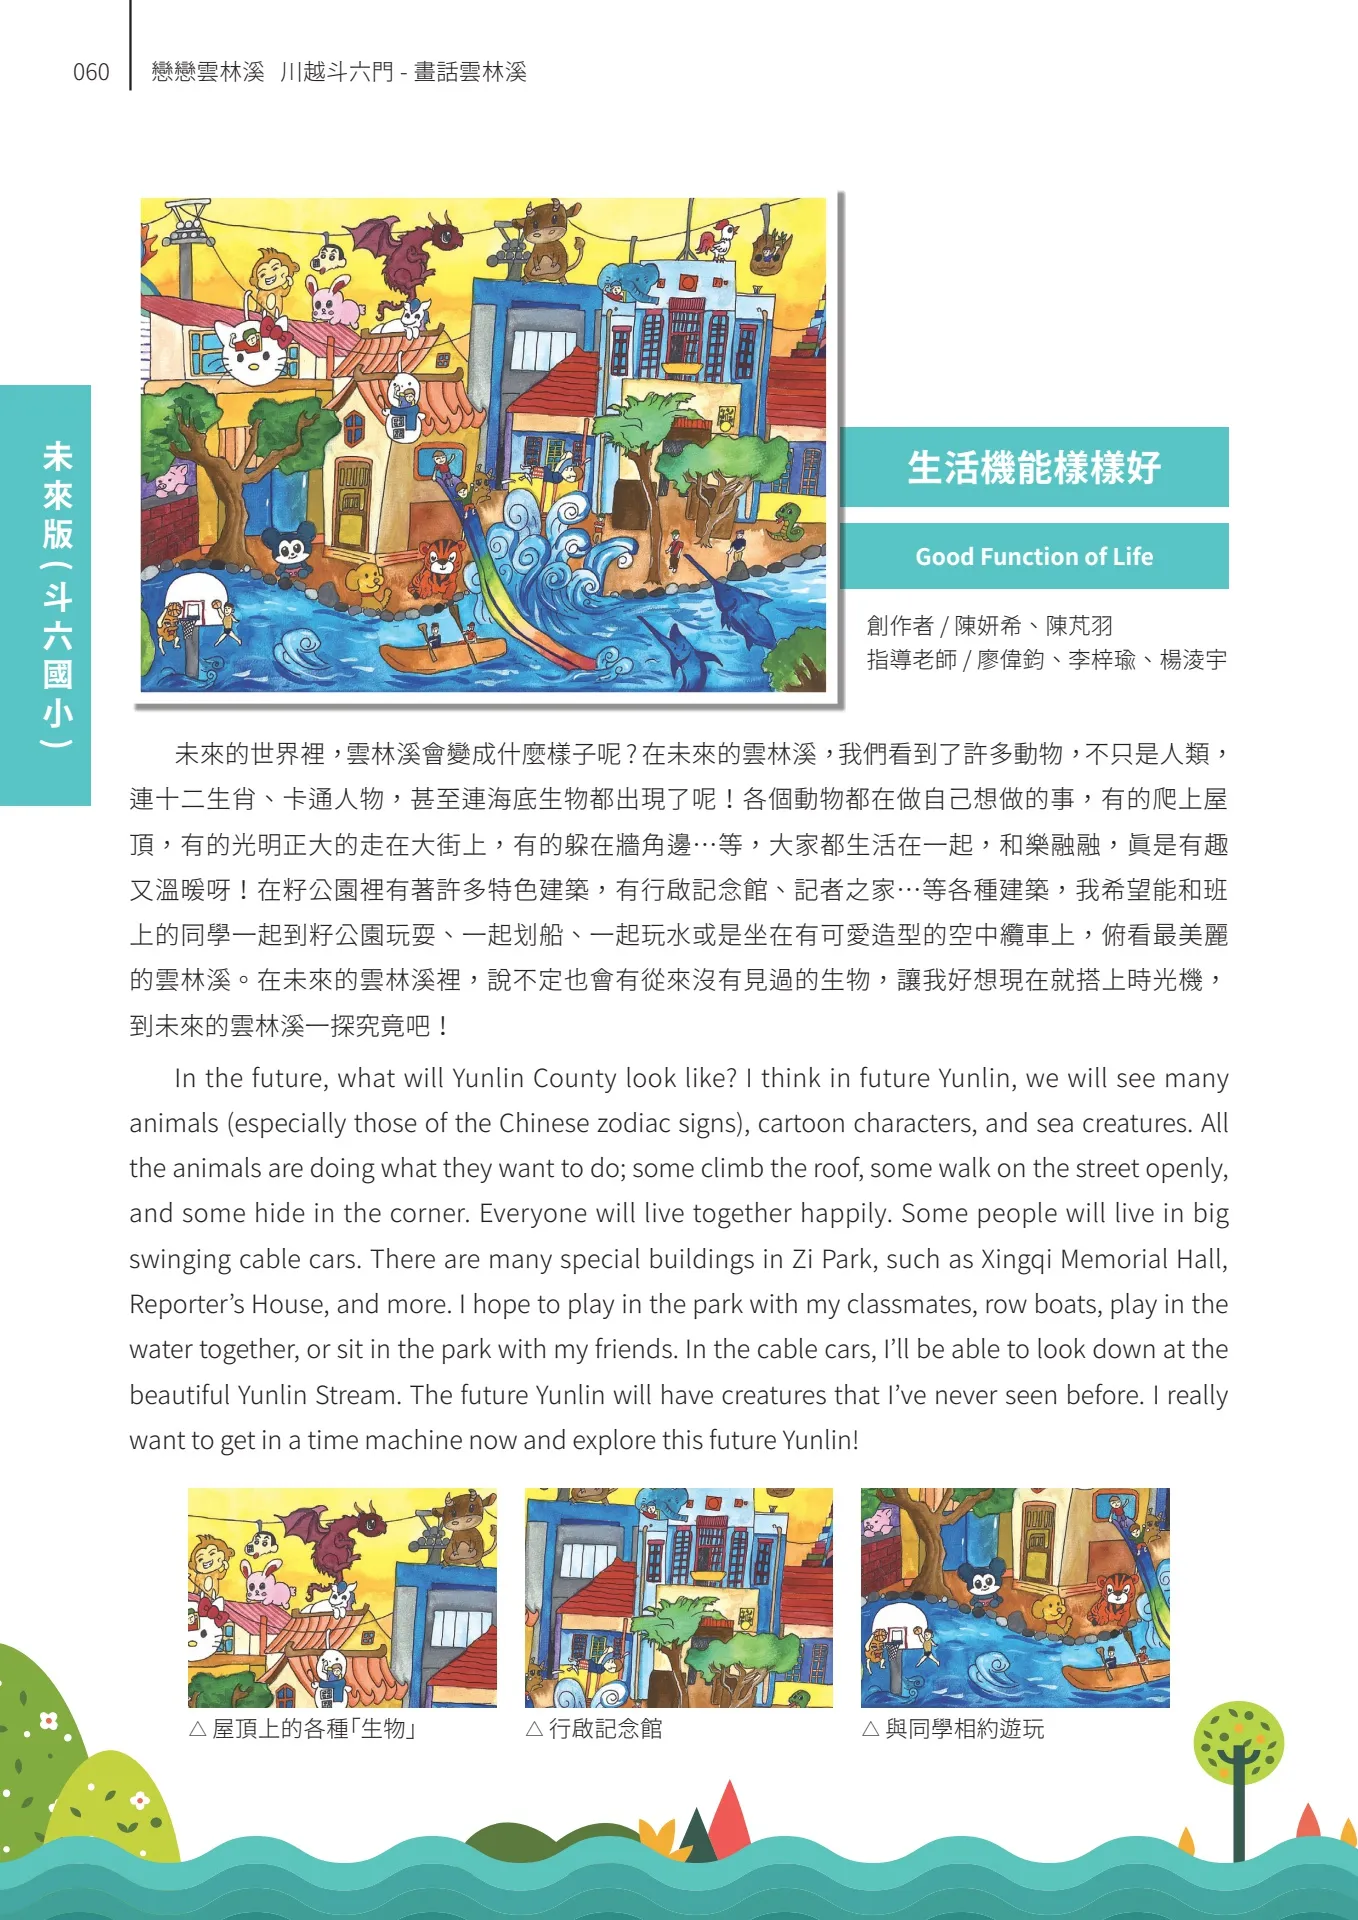 060
戀戀雲林溪 川越斗六門 - 畫話雲林溪
未來版(斗六國小)
生活機能樣樣好
Good Function of Life
創作者 / 陳妍希、陳芃羽
指導老師 / 廖偉鈞、李梓瑜、楊淩宇
未來的世界裡，雲林溪會變成什麼樣子呢？在未來的雲林溪，我們看到了許多動物，不只是人類，
連十二生肖、卡通人物，甚至連海底生物都出現了呢！各個動物都在做自己想做的事，有的爬上屋
頂，有的光明正大的走在大街上，有的躲在牆角邊…等，大家都生活在一起，和樂融融，真是有趣
又溫暖呀！在籽公園裡有著許多特色建築，有行啟記念館、記者之家…等各種建築，我希望能和班
上的同學一起到籽公園玩耍、一起划船、一起玩水或是坐在有可愛造型的空中纜車上，俯看最美麗
的雲林溪。在未來的雲林溪裡，說不定也會有從來沒有見過的生物，讓我好想現在就搭上時光機，
到未來的雲林溪一探究竟吧！
In the future, what will Yunlin County look like? I think in future Yunlin, we will see many
animals (especially those of the Chinese zodiac signs), cartoon characters, and sea creatures. All
the animals are doing what they want to do; some climb the roof, some walk on the street openly,
and some hide in the corner. Everyone will live together happily. Some people will live in big
swinging cable cars. There are many special buildings in Zi Park, such as Xingqi Memorial Hall,
Reporter’s House, and more. I hope to play in the park with my classmates, row boats, play in the
water together, or sit in the park with my friends. In the cable cars, I’ll be able to look down at the
beautiful Yunlin Stream. The future Yunlin will have creatures that I’ve never seen before. I really
want to get in a time machine now and explore this future Yunlin!
△ 屋頂上的各種「生物」
△ 行啟記念館
△ 與同學相約遊玩